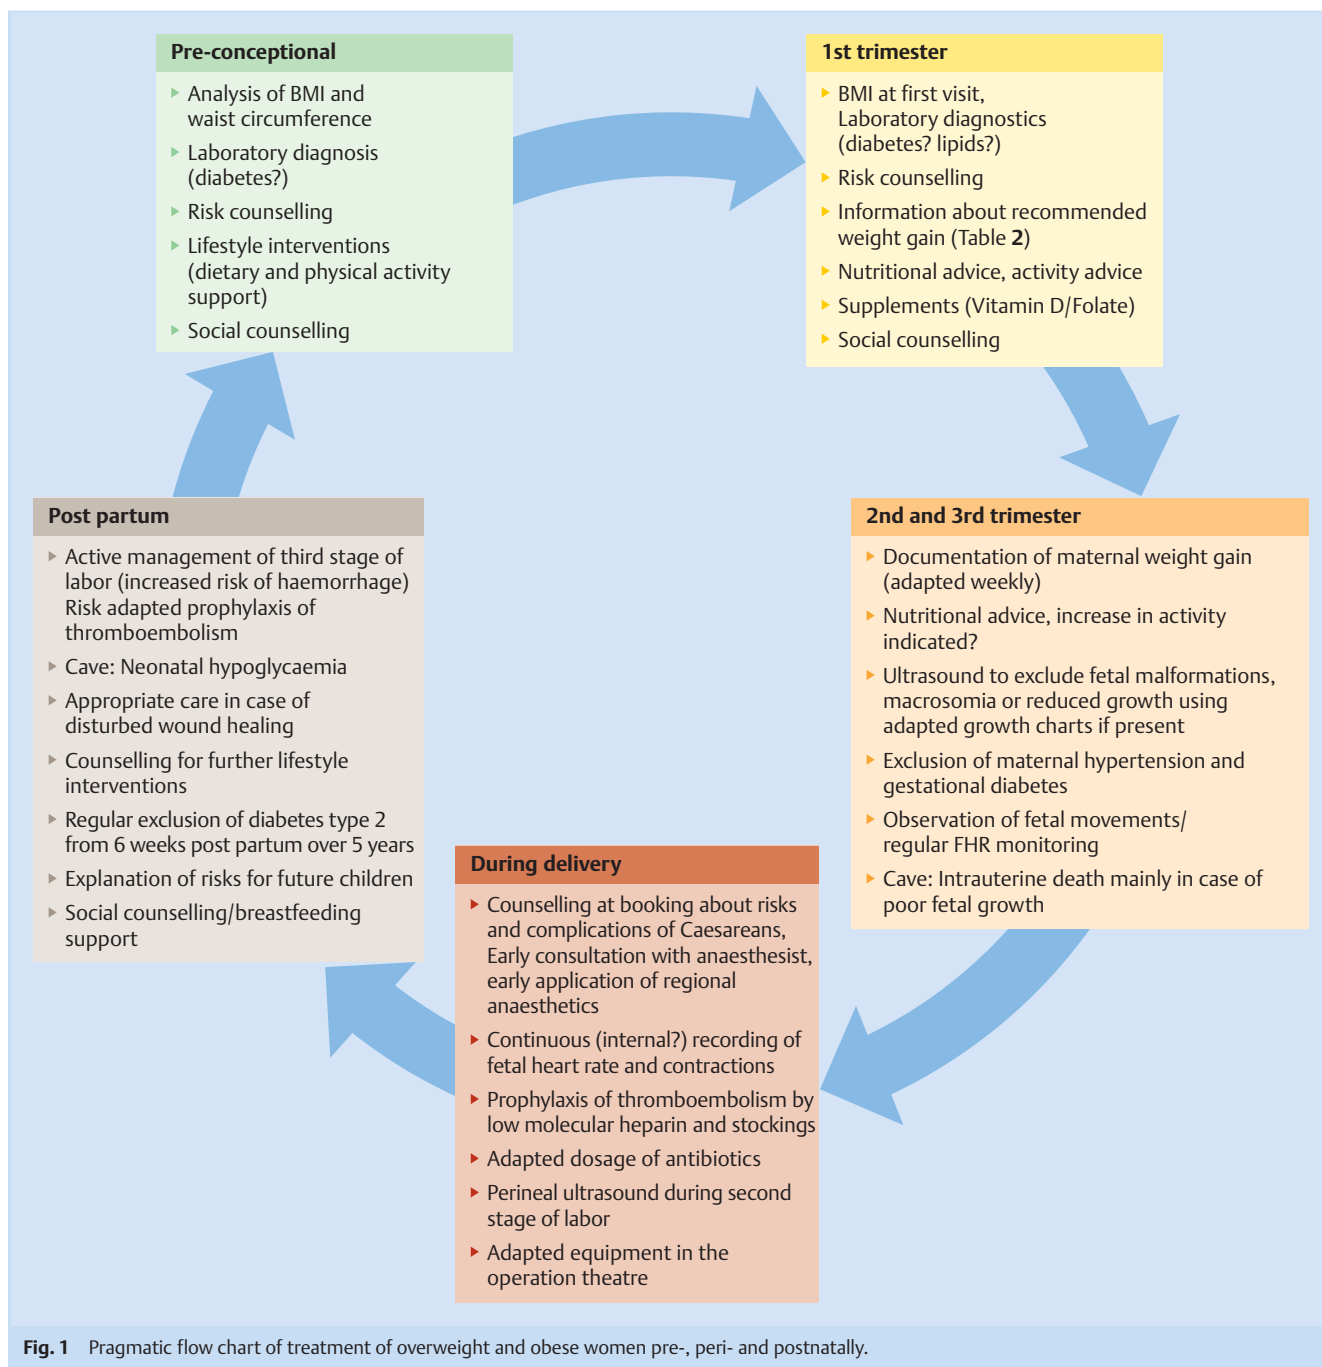 Pre-conceptional
▸ Analysis of BMI and
waist circumference
▸ Laboratory diagnosis
(diabetes?)
▸ Risk counselling
▸ Lifestyle interventions
(dietary and physical activity
support)
▸ Social counselling
1st trimester
▸ BMI at first visit,
Laboratory diagnostics
(diabetes? lipids?)
▸ Risk counselling
▸ Information about recommended
weight gain (Table 2)
▸ Nutritional advice, activity advice
▸ Supplements (Vitamin D/Folate)
▸ Social counselling
2nd and 3rd trimester
▸ Documentation of maternal weight gain
(adapted weekly)
▸ Nutritional advice, increase in activity
indicated?
▸ Ultrasound to exclude fetal malformations,
macrosomia or reduced growth using
adapted growth charts if present
▸ Exclusion of maternal hypertension and
gestational diabetes
▸ Observation of fetal movements/
regular FHR monitoring
▸ Cave: Intrauterine death mainly in case of
poor fetal growth
During delivery
▸ Counselling at booking about risks
and complications of Caesareans,
Early consultation with anaesthesist,
early application of regional
anaesthetics
▸ Continuous (internal?) recording of
fetal heart rate and contractions
▸ Prophylaxis of thromboembolism by
low molecular heparin and stockings
▸ Adapted dosage of antibiotics
▸ Perineal ultrasound during second
stage of labor
▸ Adapted equipment in the
operation theatre
Post partum
▸ Active management of third stage of
labor (increased risk of haemorrhage)
Risk adapted prophylaxis of
thromboembolism
▸ Cave: Neonatal hypoglycaemia
▸ Appropriate care in case of
disturbed wound healing
▸ Counselling for further lifestyle
interventions
▸ Regular exclusion of diabetes type 2
from 6 weeks post partum over 5 years
▸ Explanation of risks for future children
▸ Social counselling/breastfeeding
support
Fig. 1 Pragmatic flow chart of treatment of overweight and obese women pre-, peri- and postnatally.